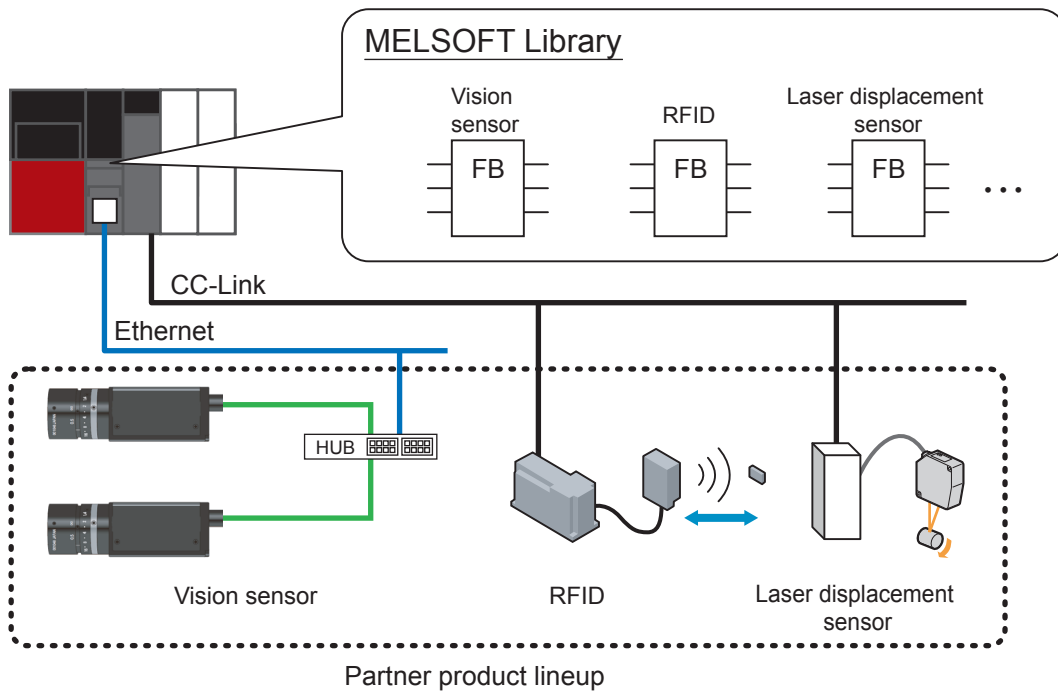 MELSOFT Library
Vision
sensor
RFID
Laser displacement
sensor
FB
FB
FB
...
CC-Link
Ethernet
HUB
Vision sensor
RFID
Laser displacement
sensor
Partner product lineup